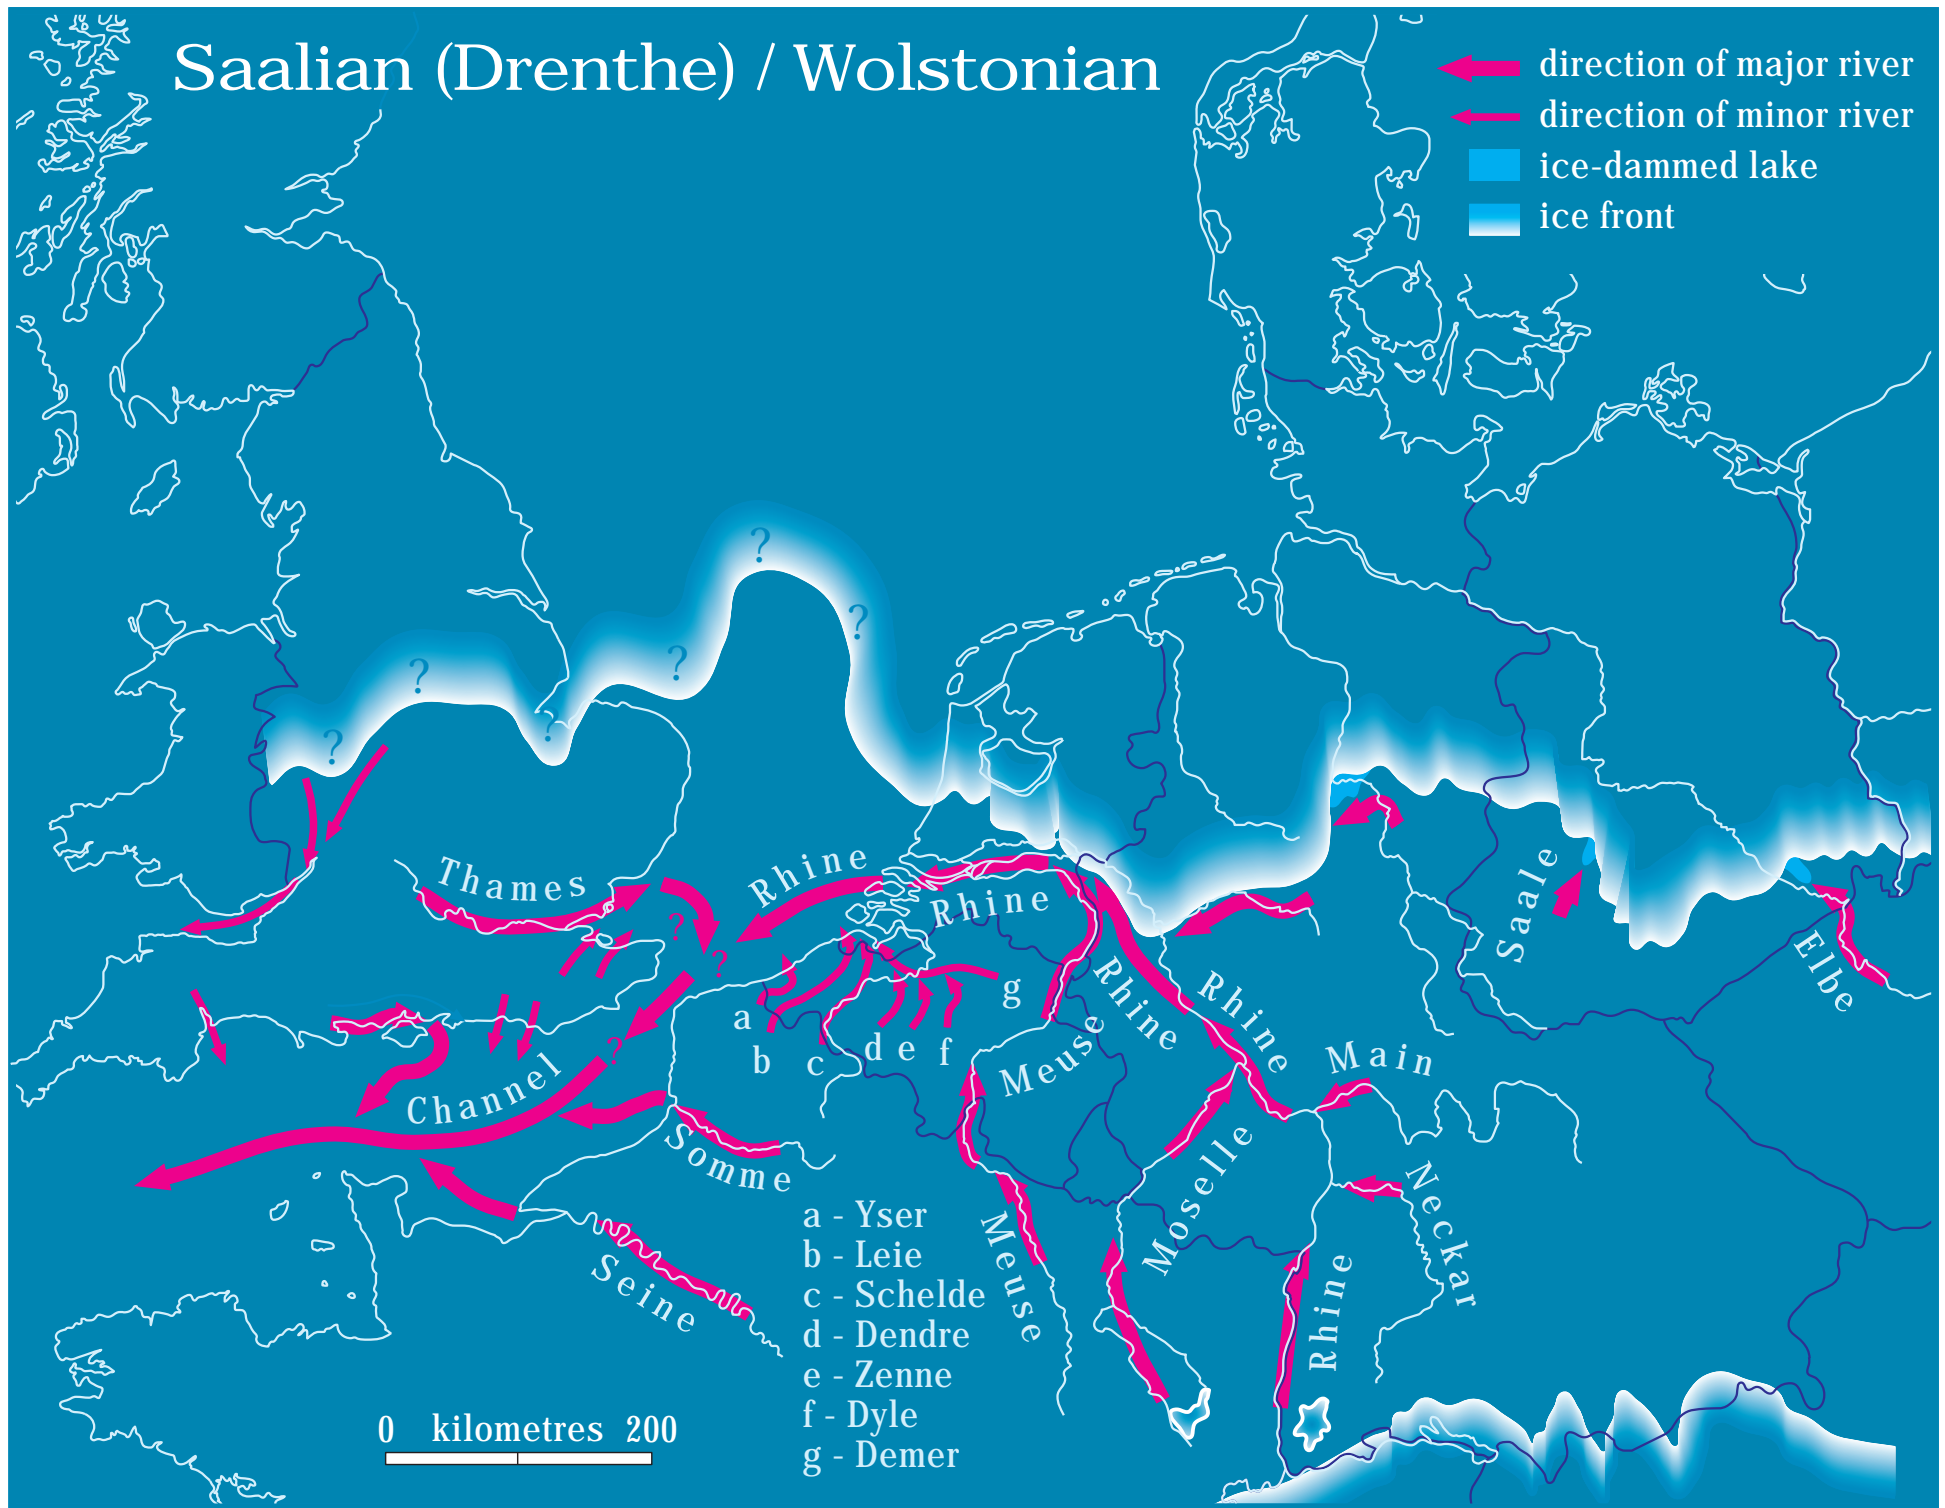 Saalian (Drenthe) / Wolstonian
direction of major river
direction of minor river
ice-dammed lake
ice front
?
?
?
?
?
?
?
Thames
Rhine
Rhine
?
?
?
Rhine
Rhine
Saale
Elbe
Main
Meuse
Channel
Somme
Seine
Meuse
Moselle
Neckar
Rhine
a
b
c
d
e
f
g
a - Yser
b - Leie
c - Schelde
d - Dendre
e - Zenne
f - Dyle
g - Demer
0 kilometres 200